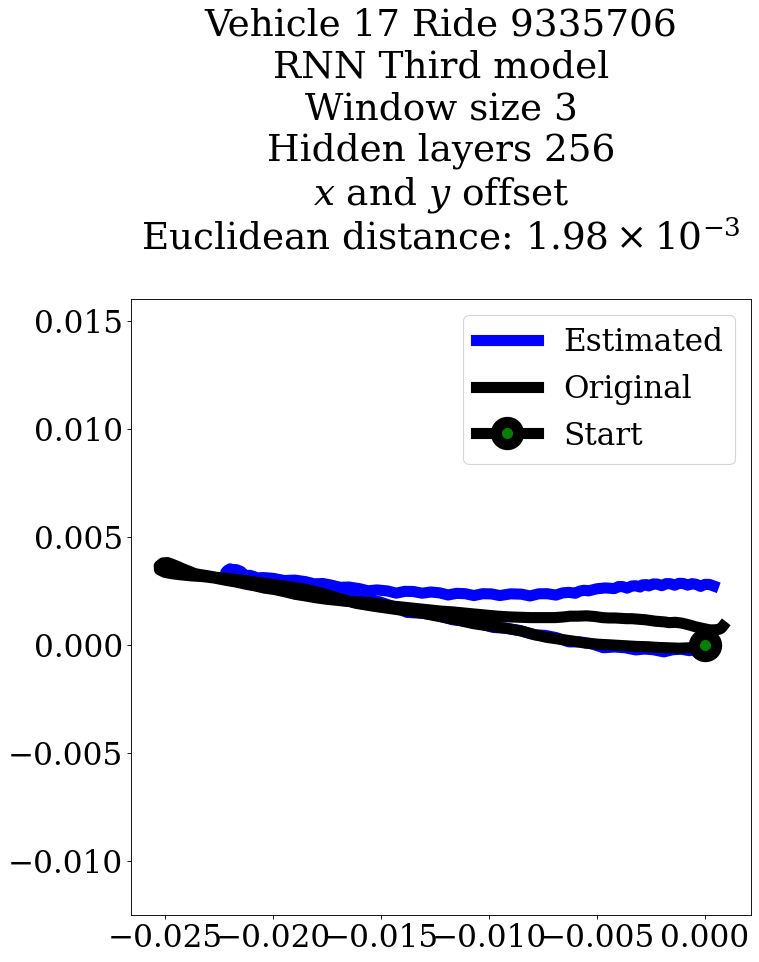 Vehicle 17 Ride 9335706
RNN Third model
Window size 3
Hidden layers 256
x and y offset
Euclidean distance: 1.98 × 10⁻³
Estimated
Original
Start
0.015
0.010
0.005
0.000
−0.005
−0.010
−0.025 −0.020 −0.015 −0.010 −0.005 0.000